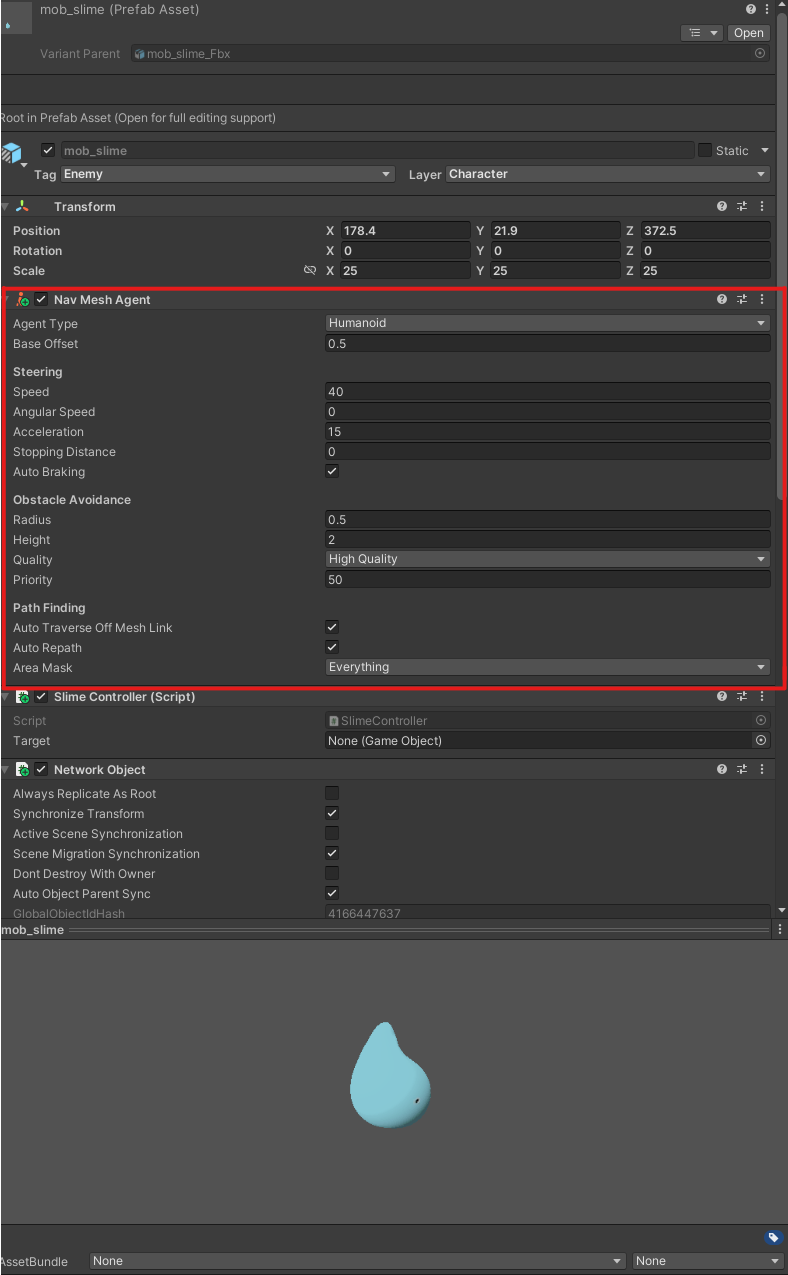 mob_slime (Prefab Asset)
Open
Variant Parent mob_slime_Fbx
Root in Prefab Asset (Open for full editing support)
mob_slime Static
Tag Enemy Layer Character
Transform
Position X 178.4 Y 21.9 Z 372.5
Rotation X 0 Y 0 Z 0
Scale X 25 Y 25 Z 25
Nav Mesh Agent
Agent Type Humanoid
Base Offset 0.5
Steering
Speed 40
Angular Speed 0
Acceleration 15
Stopping Distance 0
Auto Braking
Obstacle Avoidance
Radius 0.5
Height 2
Quality High Quality
Priority 50
Path Finding
Auto Traverse Off Mesh Link
Auto Repath
Area Mask Everything
Slime Controller (Script)
Script SlimeController
Target None (Game Object)
Network Object
Always Replicate As Root
Synchronize Transform
Active Scene Synchronization
Scene Migration Synchronization
Dont Destroy With Owner
Auto Object Parent Sync
GlobalObjectIdHash 4166447637
mob_slime
AssetBundle None None